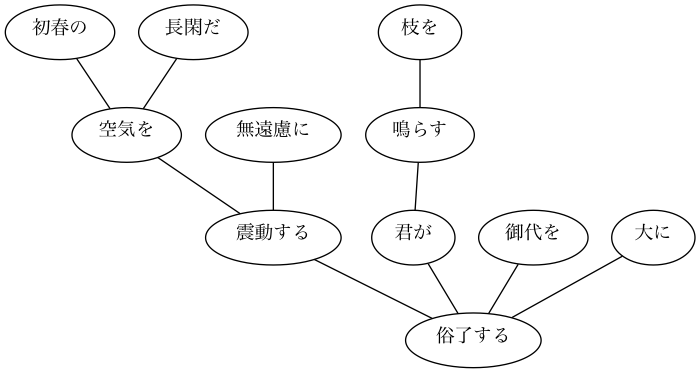 初春の
長閑だ
枝を
空気を
無遠慮に
鳴らす
震動する
君が
御代を
大に
俗了する